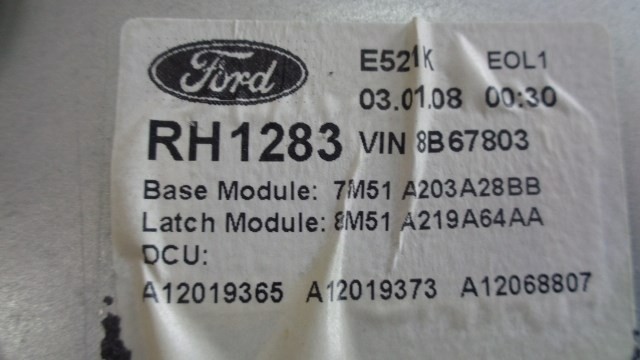 Ford E521K EOL1
03.01.08 00:30
RH1283 VIN 8B67803
Base Module: 7M51 A203A28BB
Latch Module: 8M51 A219A64AA
DCU:
A12019365 A12019373 A12068807